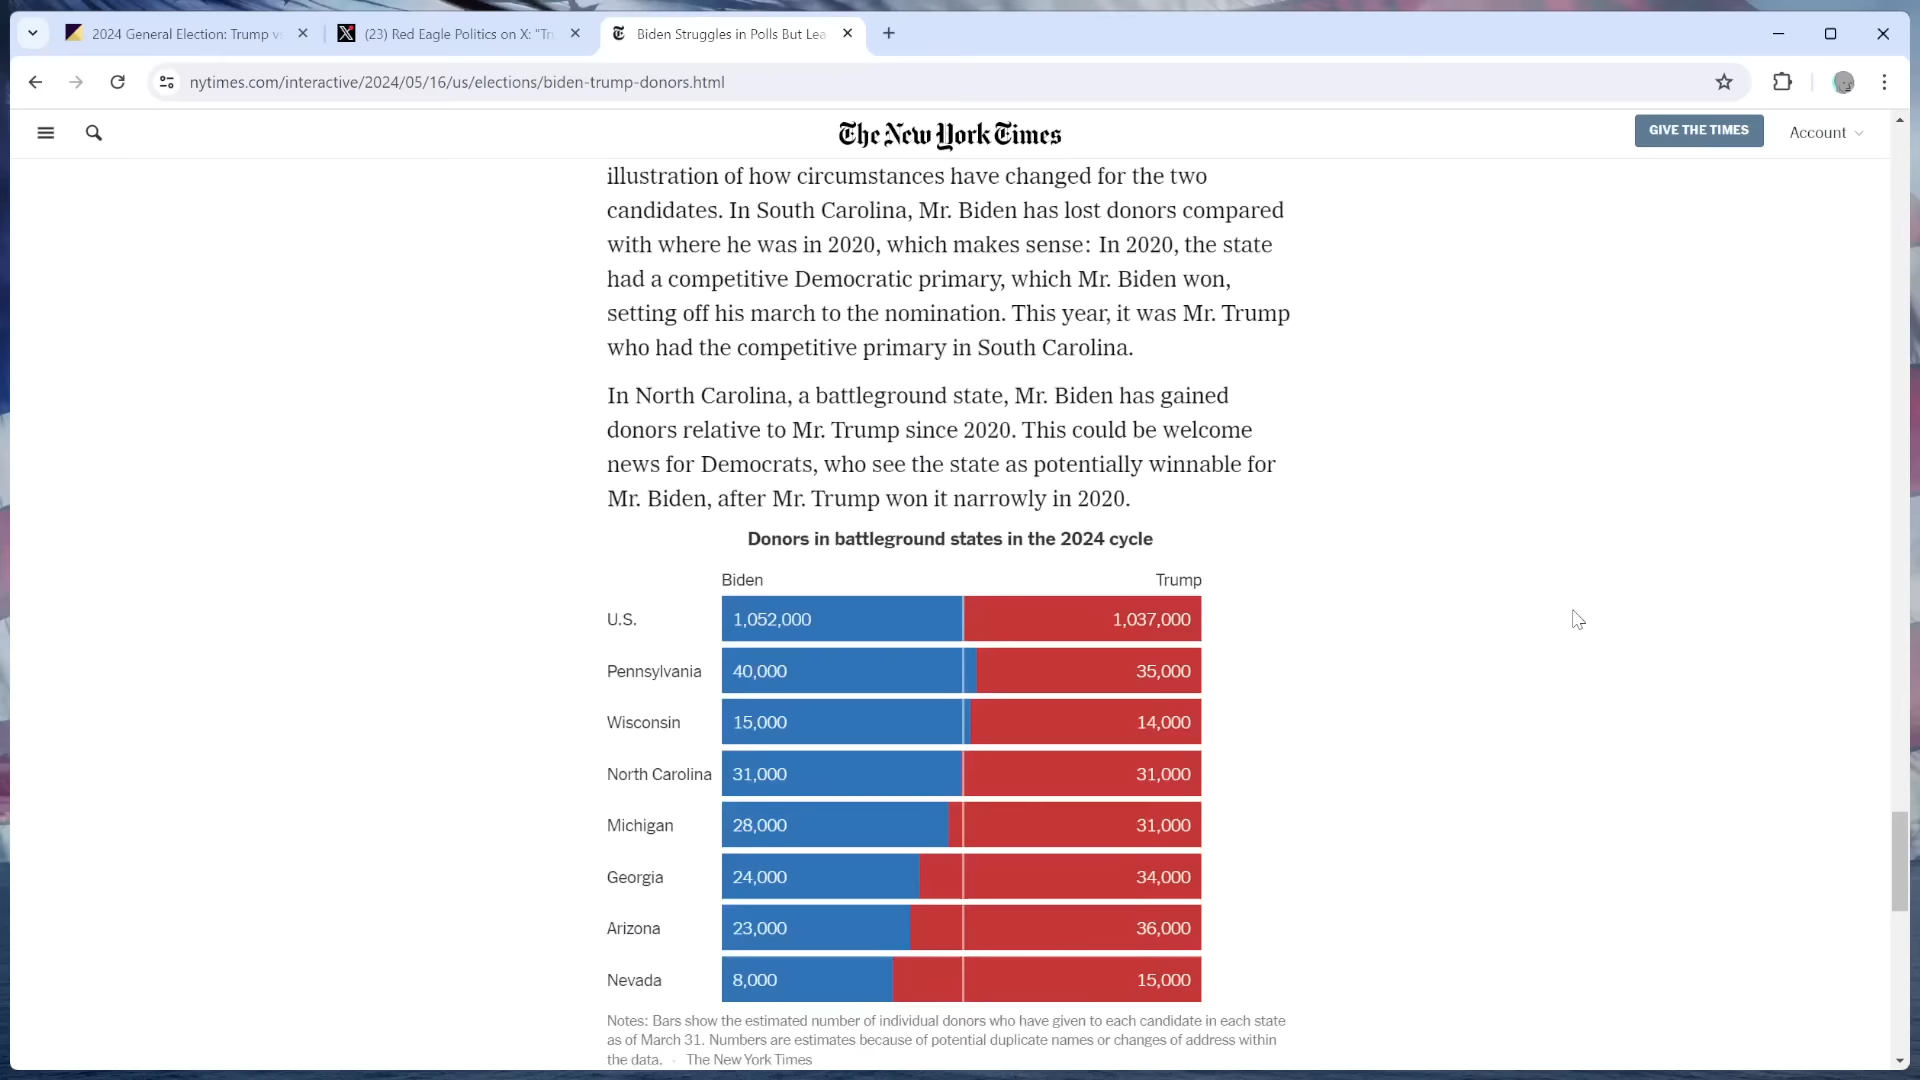 2024 General Election: Trump vs
(23) Red Eagle Politics on X: "Tru
Biden Struggles in Polls But Lea
nytimes.com/interactive/2024/05/16/us/elections/biden-trump-donors.html
The New York Times
GIVE THE TIMES
Account
illustration of how circumstances have changed for the two
candidates. In South Carolina, Mr. Biden has lost donors compared
with where he was in 2020, which makes sense: In 2020, the state
had a competitive Democratic primary, which Mr. Biden won,
setting off his march to the nomination. This year, it was Mr. Trump
who had the competitive primary in South Carolina.
In North Carolina, a battleground state, Mr. Biden has gained
donors relative to Mr. Trump since 2020. This could be welcome
news for Democrats, who see the state as potentially winnable for
Mr. Biden, after Mr. Trump won it narrowly in 2020.
Donors in battleground states in the 2024 cycle
Biden Trump
U.S. 1,052,000 1,037,000
Pennsylvania 40,000 35,000
Wisconsin 15,000 14,000
North Carolina 31,000 31,000
Michigan 28,000 31,000
Georgia 24,000 34,000
Arizona 23,000 36,000
Nevada 8,000 15,000
Notes: Bars show the estimated number of individual donors who have given to each candidate in each state
as of March 31. Numbers are estimates because of potential duplicate names or changes of address within
the data. · The New York Times